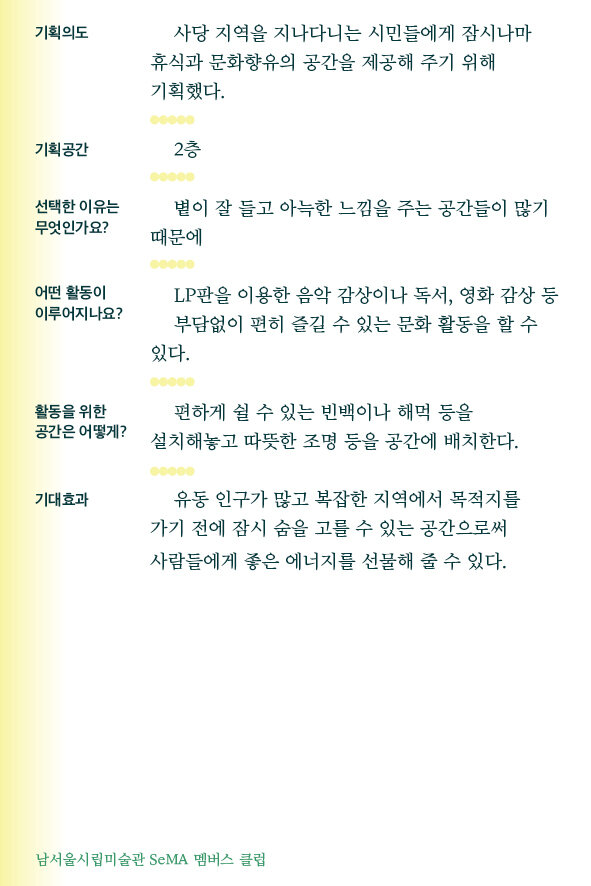 기획의도
사당 지역을 지나다니는 시민들에게 잠시나마
휴식과 문화향유의 공간을 제공해 주기 위해
기획했다.
기획공간
2층
선택한 이유는
무엇인가요?
볕이 잘 들고 아늑한 느낌을 주는 공간들이 많기
때문에
어떤 활동이
이루어지나요?
LP판을 이용한 음악 감상이나 독서, 영화 감상 등
부담없이 편히 즐길 수 있는 문화 활동을 할 수
있다.
활동을 위한
공간은 어떻게?
편하게 쉴 수 있는 빈백이나 해먹 등을
설치해놓고 따뜻한 조명 등을 공간에 배치한다.
기대효과
유동 인구가 많고 복잡한 지역에서 목적지를
가기 전에 잠시 숨을 고를 수 있는 공간으로써
사람들에게 좋은 에너지를 선물해 줄 수 있다.
남서울시립미술관 SeMA 멤버스 클럽